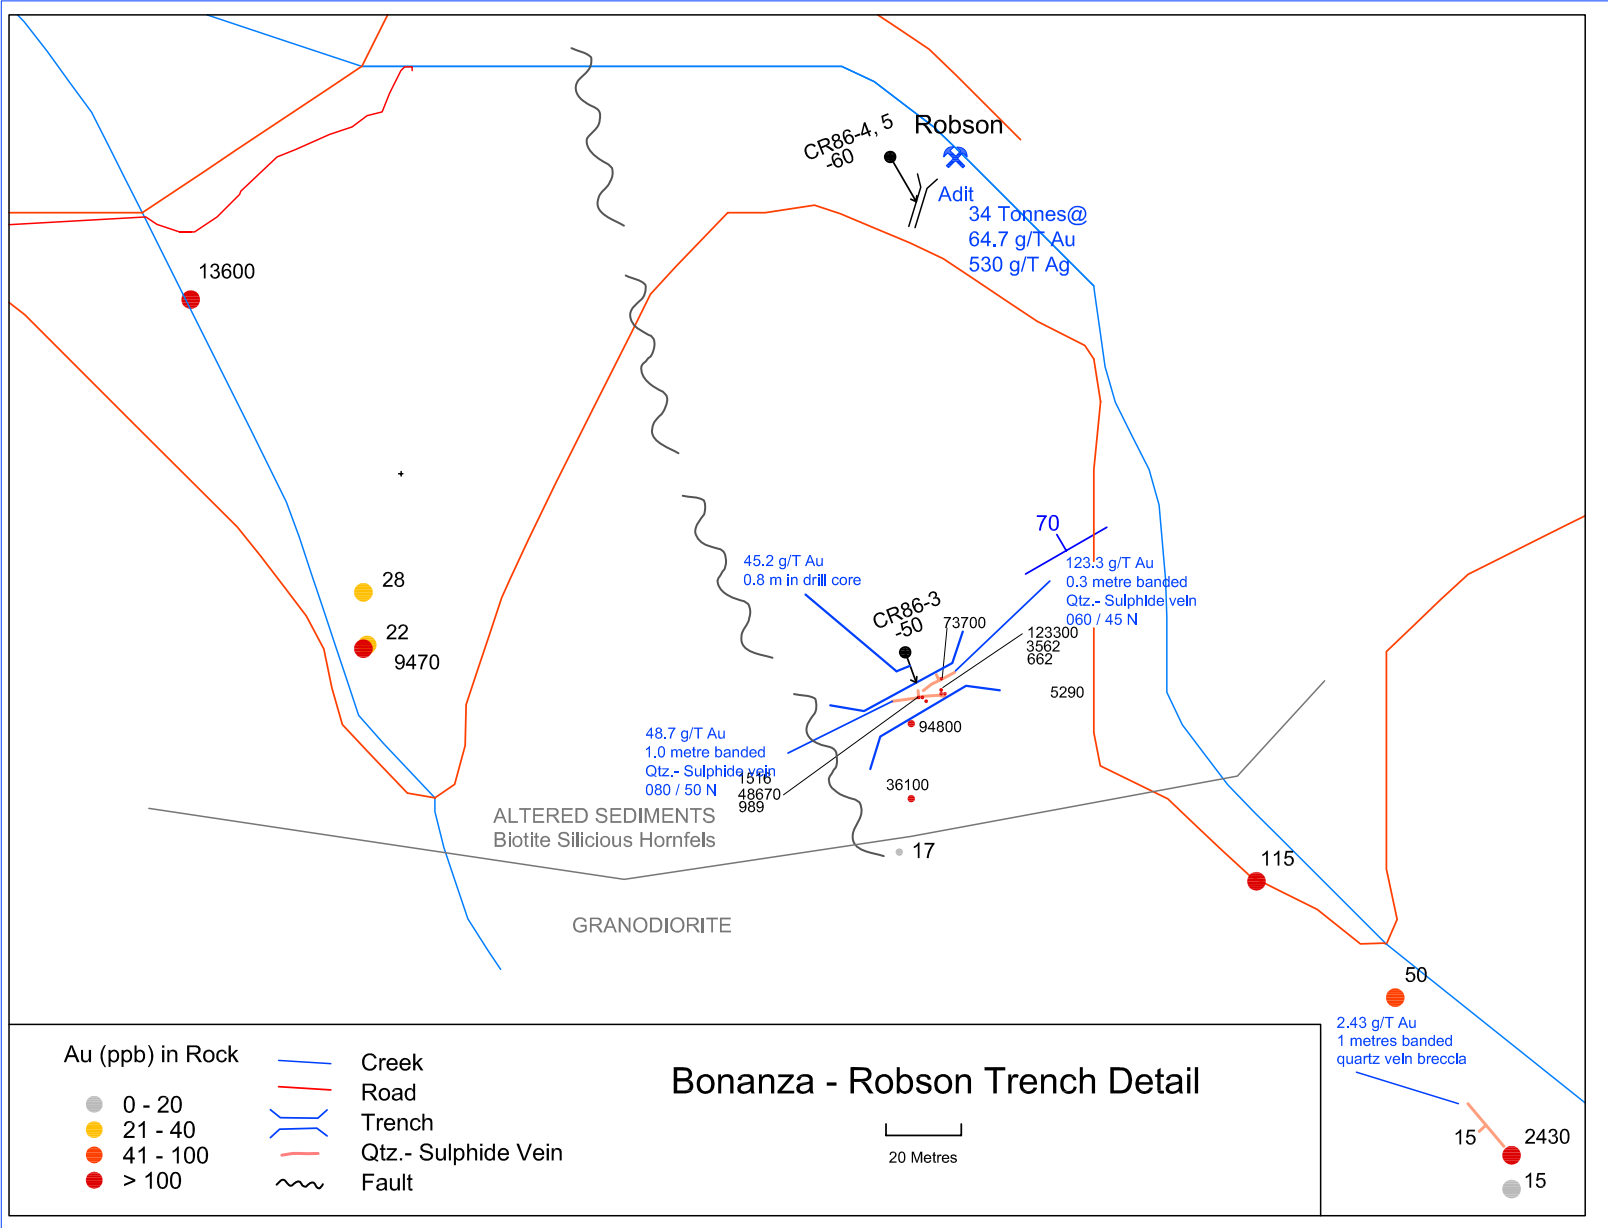 CR86-4, 5
-60
Robson
Adit
34 Tonnes@
64.7 g/T Au
530 g/T Ag
13600
70
45.2 g/T Au
0.8 m in drill core
123.3 g/T Au
0.3 metre banded
Qtz.- Sulphide vein
060 / 45 N
28
CR86-3
-50
73700
22
9470
123300
3562
662
5290
94800
48.7 g/T Au
1.0 metre banded
Qtz.- Sulphide vein
080 / 50 N
1516
48670
989
36100
ALTERED SEDIMENTS
Biotite Silicious Hornfels
17
115
GRANODIORITE
50
2.43 g/T Au
1 metres banded
quartz vein breccia
15
2430
15
Au (ppb) in Rock
0 - 20
21 - 40
41 - 100
> 100
Creek
Road
Trench
Qtz.- Sulphide Vein
Fault
Bonanza - Robson Trench Detail
20 Metres